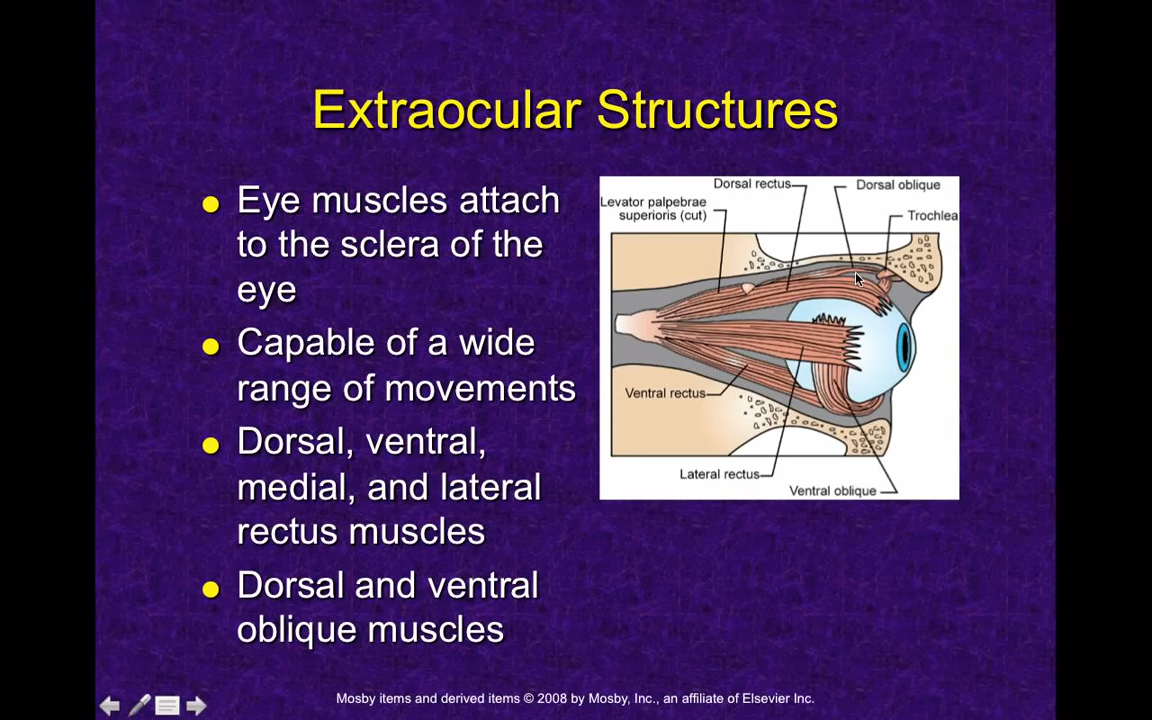 Extraocular Structures
Eye muscles attach
to the sclera of the
eye
Capable of a wide
range of movements
Dorsal, ventral,
medial, and lateral
rectus muscles
Dorsal and ventral
oblique muscles
Dorsal rectus
Dorsal oblique
Levator palpebrae
superioris (cut)
Trochlea
Ventral rectus
Lateral rectus
Ventral oblique
Mosby items and derived items © 2008 by Mosby, Inc., an affiliate of Elsevier Inc.